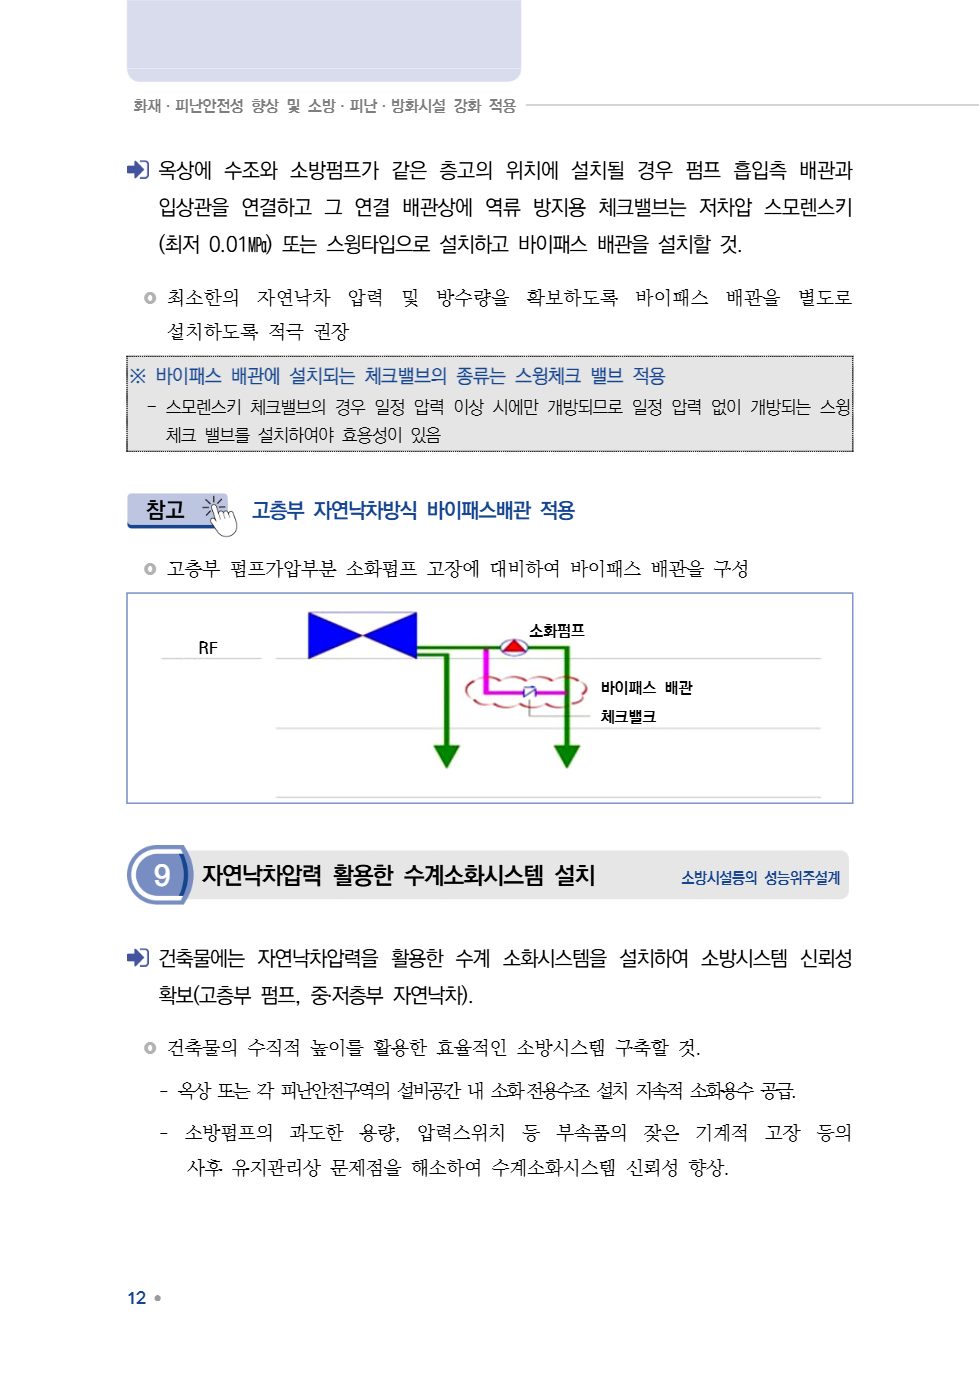 화재 · 피난안전성 향상 및 소방 · 피난 · 방화시설 강화 적용
옥상에 수조와 소방펌프가 같은 층고의 위치에 설치될 경우 펌프 흡입측 배관과
입상관을 연결하고 그 연결 배관상에 역류 방지용 체크밸브는 저차압 스모렌스키
(최저 0.01㎫) 또는 스윙타입으로 설치하고 바이패스 배관을 설치할 것.
최소한의 자연낙차 압력 및 방수량을 확보하도록 바이패스 배관을 별도로
설치하도록 적극 권장
※ 바이패스 배관에 설치되는 체크밸브의 종류는 스윙체크 밸브 적용
- 스모렌스키 체크밸브의 경우 일정 압력 이상 시에만 개방되므로 일정 압력 없이 개방되는 스윙
체크 밸브를 설치하여야 효용성이 있음
참고 고층부 자연낙차방식 바이패스배관 적용
고층부 펌프가압부분 소화펌프 고장에 대비하여 바이패스 배관을 구성
소화펌프
RF
바이패스 배관
체크밸크
9 자연낙차압력 활용한 수계소화시스템 설치 소방시설등의 성능위주설계
건축물에는 자연낙차압력을 활용한 수계 소화시스템을 설치하여 소방시스템 신뢰성
확보(고층부 펌프, 중·저층부 자연낙차).
건축물의 수직적 높이를 활용한 효율적인 소방시스템 구축할 것.
- 옥상 또는 각 피난안전구역의 설비공간 내 소화전용수조 설치 지속적 소화용수 공급.
- 소방펌프의 과도한 용량, 압력스위치 등 부속품의 잦은 기계적 고장 등의
사후 유지관리상 문제점을 해소하여 수계소화시스템 신뢰성 향상.
12